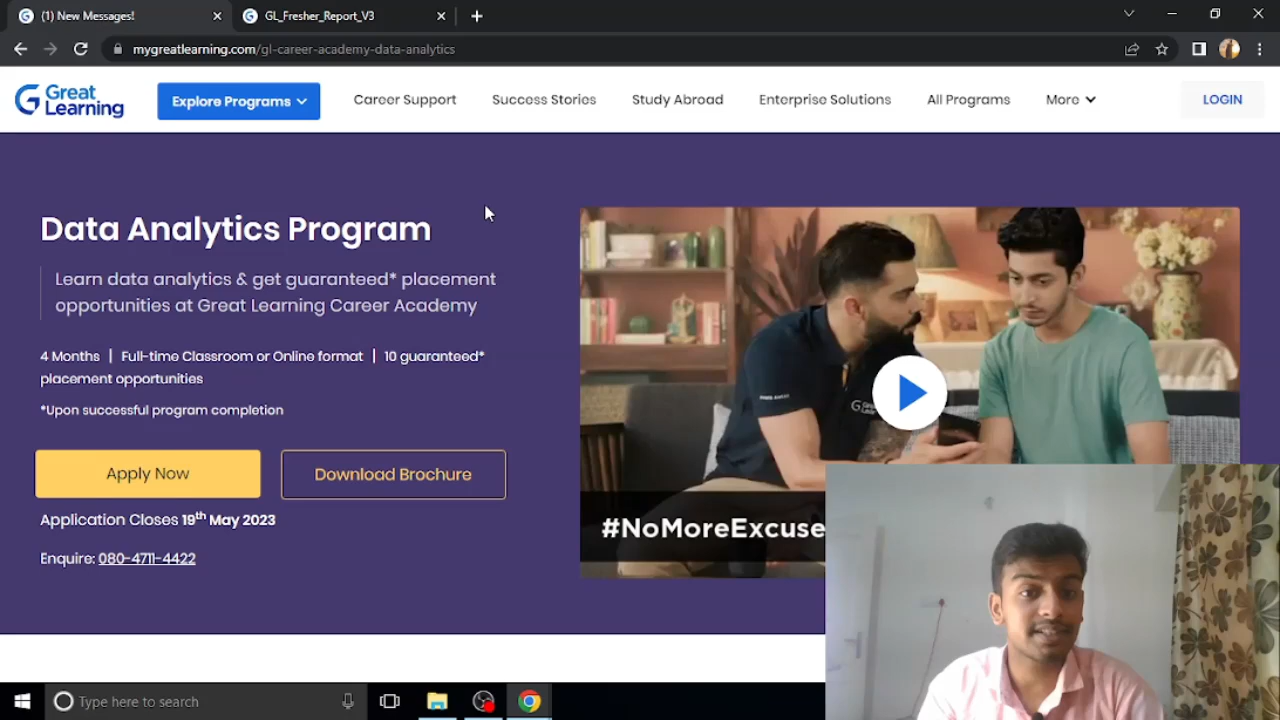 (1) New Messages!
GL_Fresher_Report_V3
mygreatlearning.com/gl-career-academy-data-analytics
Great
Learning
Explore Programs
Career Support
Success Stories
Study Abroad
Enterprise Solutions
All Programs
More
LOGIN
Data Analytics Program
Learn data analytics & get guaranteed* placement
opportunities at Great Learning Career Academy
4 Months | Full-time Classroom or Online format | 10 guaranteed*
placement opportunities
*Upon successful program completion
Apply Now
Download Brochure
Application Closes 19th May 2023
Enquire: 080-4711-4422
#NoMoreExcuse
Type here to search